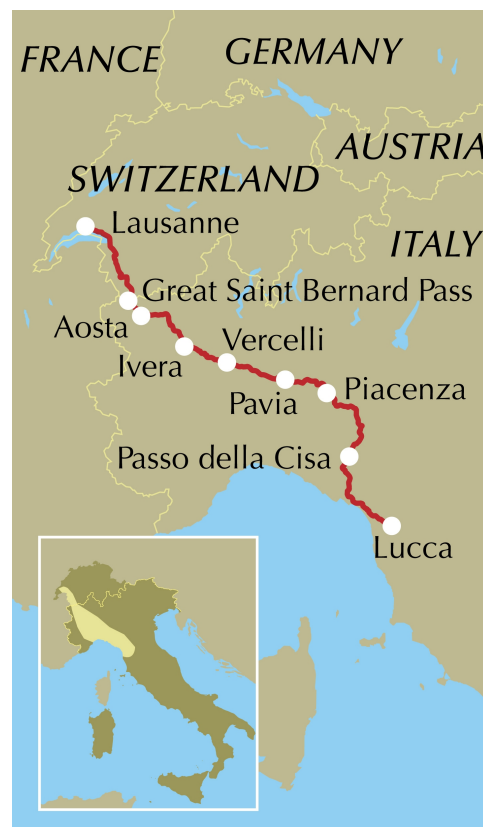 FRANCE
GERMANY
AUSTRIA
SWITZERLAND
Lausanne
ITALY
Great Saint Bernard Pass
Aosta
Vercelli
Ivera
Piacenza
Pavia
Passo della Cisa
Lucca